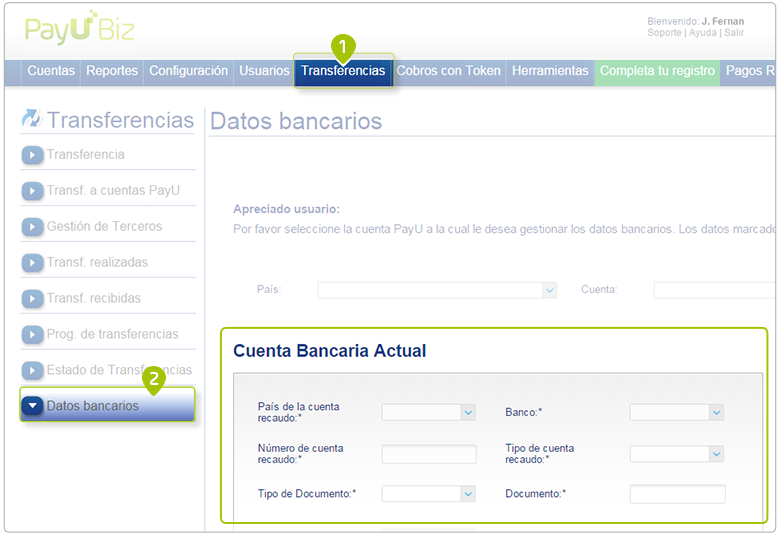 PayU Biz
Bienvenido: J. Fernan
Soporte | Ayuda | Salir
1
Cuentas Reportes Configuración Usuarios Transferencias Cobros con Token Herramientas Completa tu registro Pagos R
Transferencias
Datos bancarios
Transferencia
Transf. a cuentas PayU
Gestión de Terceros
Transf. realizadas
Transf. recibidas
Prog. de transferencias
Estado de Transferencias
2
Datos bancarios
Apreciado usuario:
Por favor seleccione la cuenta PayU a la cual le desea gestionar los datos bancarios. Los datos marcado
País: Cuenta:
Cuenta Bancaria Actual
País de la cuenta
recaudo:*
Banco:*
Número de cuenta
recaudo:*
Tipo de cuenta
recaudo:*
Tipo de Documento:* Documento:*